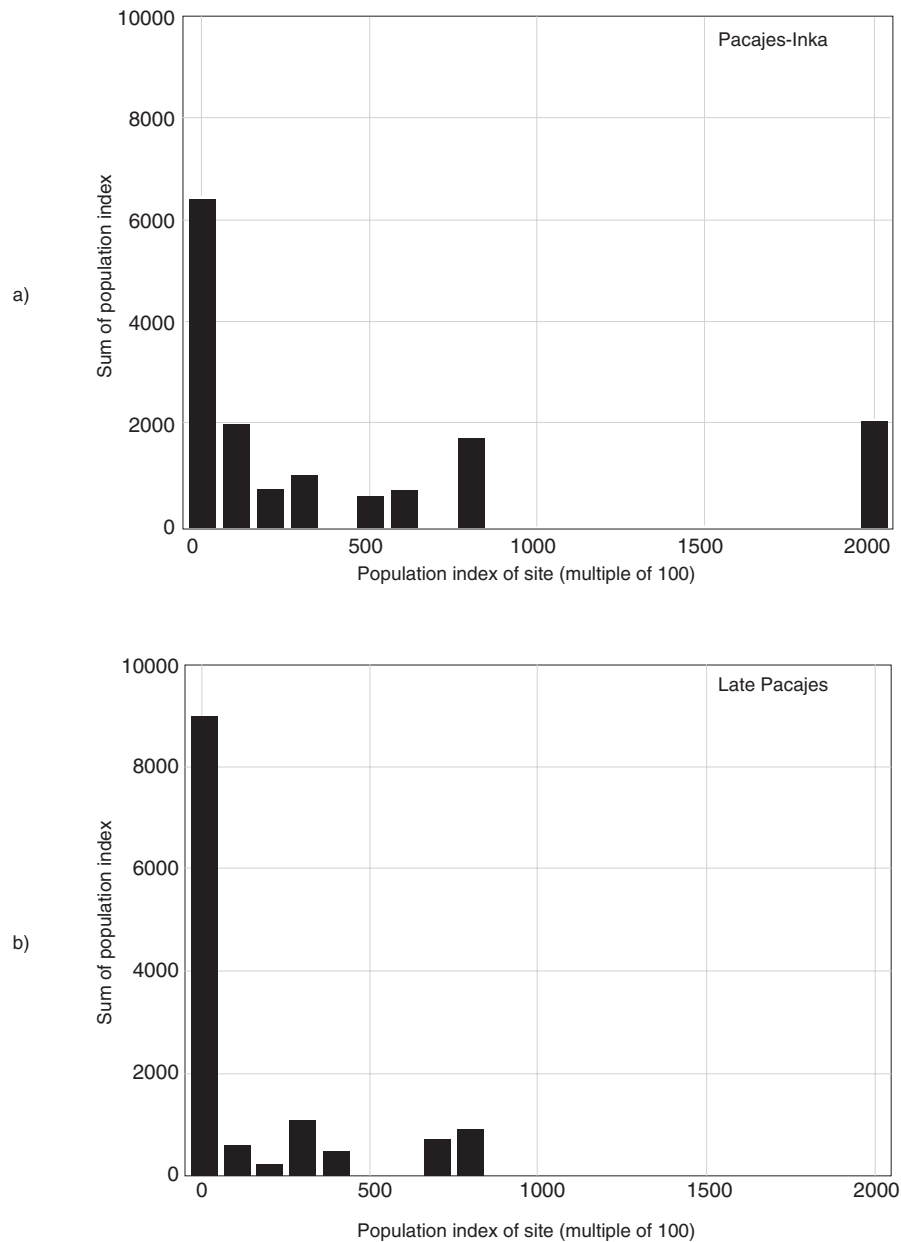 a)
Pacajes-Inka
Sum of population index
10000
8000
6000
4000
2000
0
0 500 1000 1500 2000
Population index of site (multiple of 100)
b)
Late Pacajes
Sum of population index
10000
8000
6000
4000
2000
0
0 500 1000 1500 2000
Population index of site (multiple of 100)